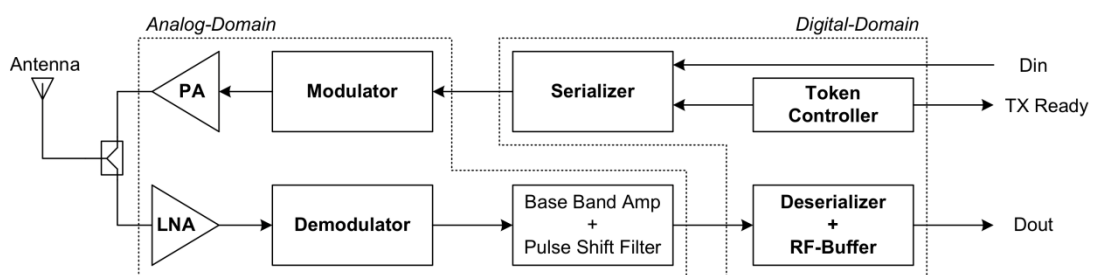 Analog-Domain
Digital-Domain
Antenna
PA
Modulator
Serializer
Din
Token
Controller
TX Ready
LNA
Demodulator
Base Band Amp
+
Pulse Shift Filter
Deserializer
+
RF-Buffer
Dout